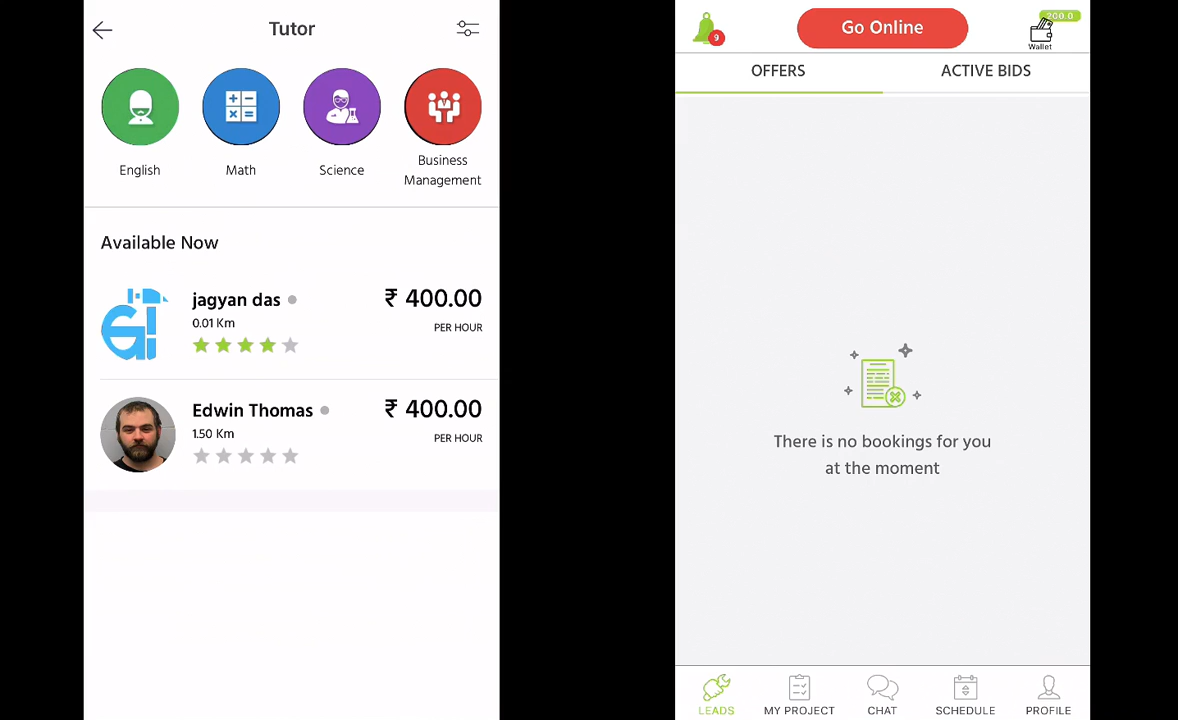 Tutor
English
Math
Science
Business
Management
Available Now
jagyan das
₹ 400.00
0.01 Km
PER HOUR
Edwin Thomas
₹ 400.00
1.50 Km
PER HOUR
9
Go Online
200.0
Wallet
OFFERS
ACTIVE BIDS
There is no bookings for you
at the moment
LEADS
MY PROJECT
CHAT
SCHEDULE
PROFILE